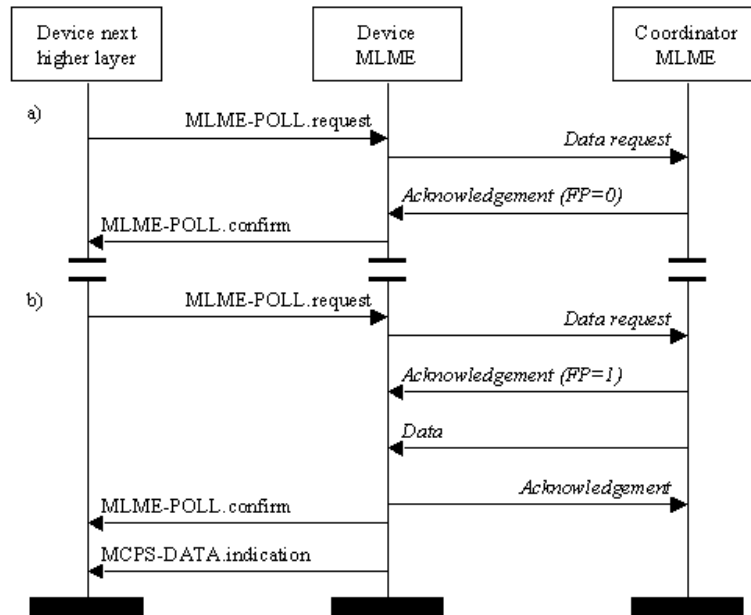 Device next
higher layer
Device
MLME
Coordinator
MLME
a)
MLME-POLL.request
Data request
Acknowledgement (FP=0)
MLME-POLL.confirm
b)
MLME-POLL.request
Data request
Acknowledgement (FP=1)
Data
Acknowledgement
MLME-POLL.confirm
MCPS-DATA.indication